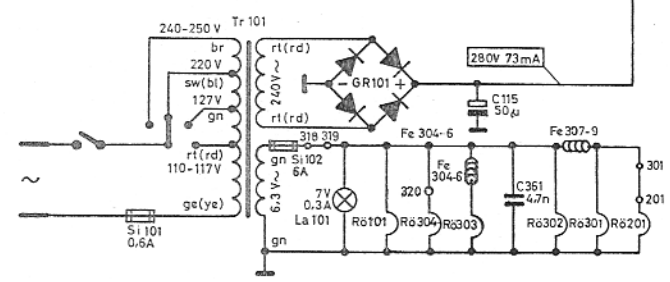 Tr 101
240-250 V
br
rt(rd)
220 V
sw(bl)
280V 73mA
- GR101 +
240V~
127V
gn
C115
50µ
rt(rd)
Fe 304-6
Fe307-9
318 319
rt(rd)
110-117V
gn
Si102
6A
Fe
304-6
301
~
6,3 V~
7V
0,3A
La 101
320
C361
4,7n
201
ge(ye)
Rö101
Rö304
Rö303
Rö302
Rö301
Rö201
Si 101
0,6A
gn